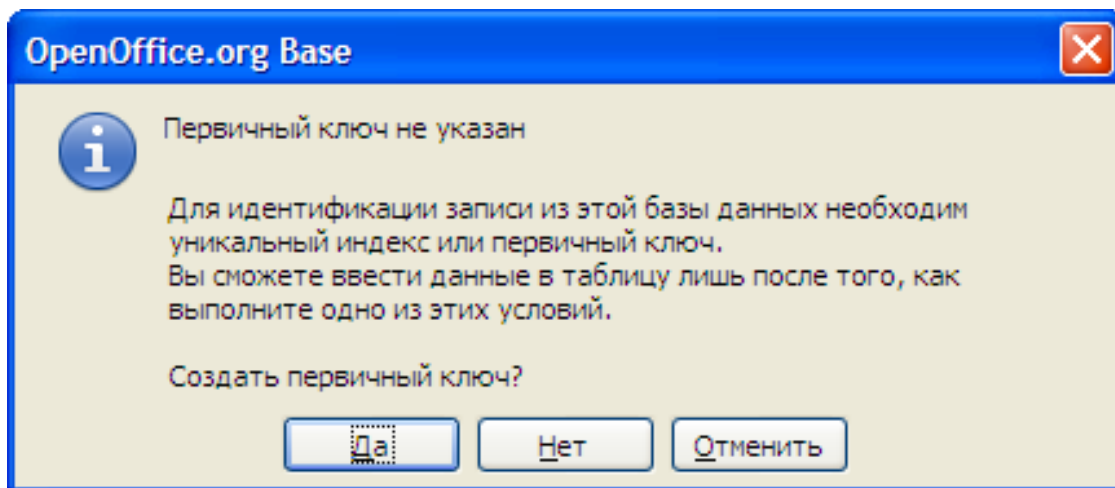 OpenOffice.org Base
Первичный ключ не указан
Для идентификации записи из этой базы данных необходим
уникальный индекс или первичный ключ.
Вы сможете ввести данные в таблицу лишь после того, как
выполните одно из этих условий.
Создать первичный ключ?
Да Нет Отменить